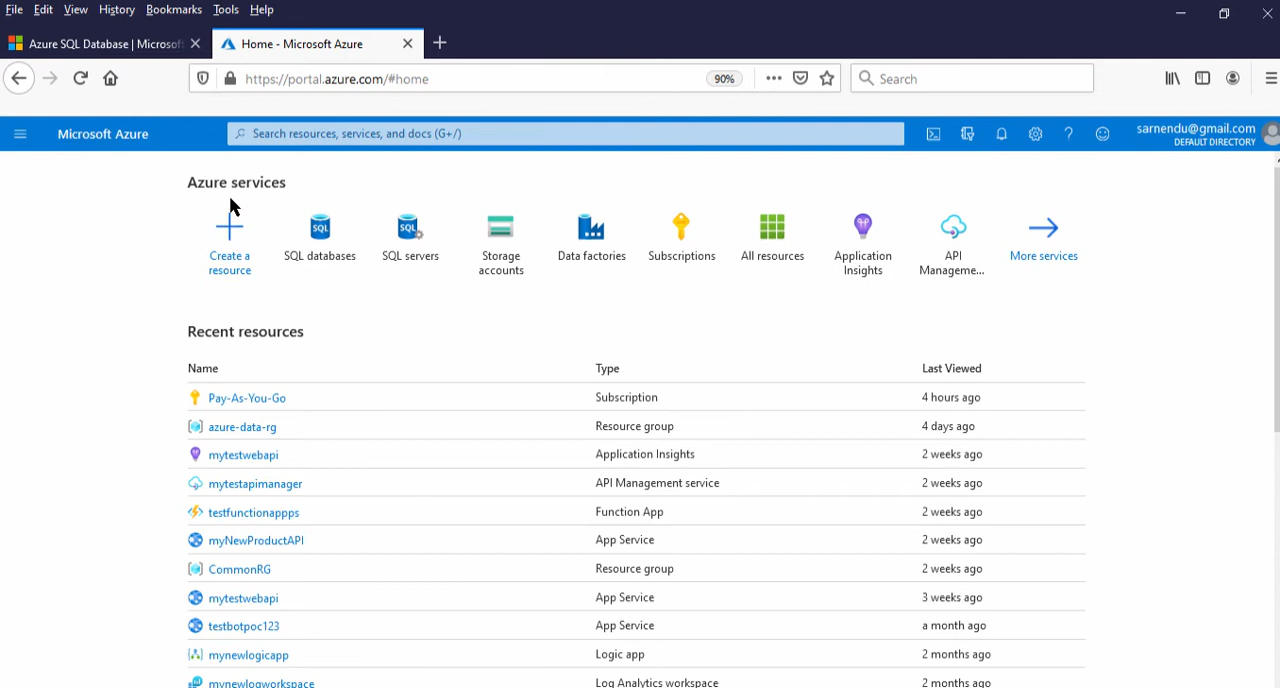 File Edit View History Bookmarks Tools Help
Azure SQL Database | Microsoft
Home - Microsoft Azure
https://portal.azure.com/#home
90%
Search
Microsoft Azure
Search resources, services, and docs (G+/)
sarnendu@gmail.com
DEFAULT DIRECTORY
Azure services
Create a
resource
SQL
SQL databases
SQL
SQL servers
Storage
accounts
Data factories
Subscriptions
All resources
Application
Insights
API
Manageme...
More services
Recent resources
Name Type Last Viewed
Pay-As-You-Go Subscription 4 hours ago
azure-data-rg Resource group 4 days ago
mytestwebapi Application Insights 2 weeks ago
mytestapimanager API Management service 2 weeks ago
testfunctionappps Function App 2 weeks ago
myNewProductAPI App Service 2 weeks ago
CommonRG Resource group 2 weeks ago
mytestwebapi App Service 3 weeks ago
testbotpoc123 App Service a month ago
mynewlogicapp Logic app 2 months ago
mynewlogworkspace Log Analytics workspace 2 months ago